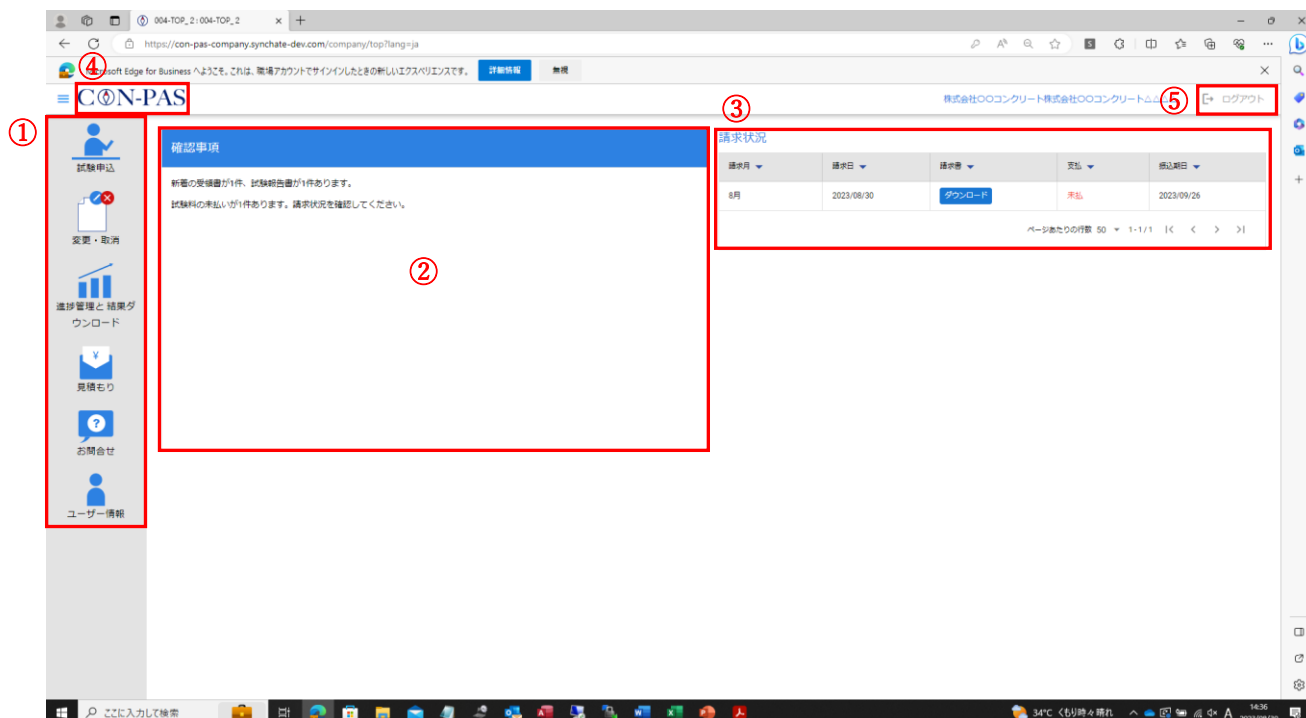 004-TOP_2 : 004-TOP_2
https://con-pas-company.synchate-dev.com/company/top?lang=ja
Edge for Business へようこそ。これは、職場アカウントでサインインしたときの新しいエクスペリエンスです。 詳細情報 無視
④
CON-PAS
株式会社〇〇コンクリート株式会社〇〇コンクリート
⑤
ログアウト
①
試験申込
変更・取消
進捗管理と 結果ダ
ウンロード
¥
見積もり
?
お問合せ
ユーザー情報
確認事項
新着の受領書が1件、試験報告書が1件あります。
試験料の未払いが1件あります。請求状況を確認してください。
②
③
請求状況
請求月 請求日 請求書 支払 振込期日
8月 2023/08/30 ダウンロード 未払 2023/09/26
ページあたりの行数 50 1-1/1
ここに入力して検索
34°C くもり時々晴れ
A
14:36